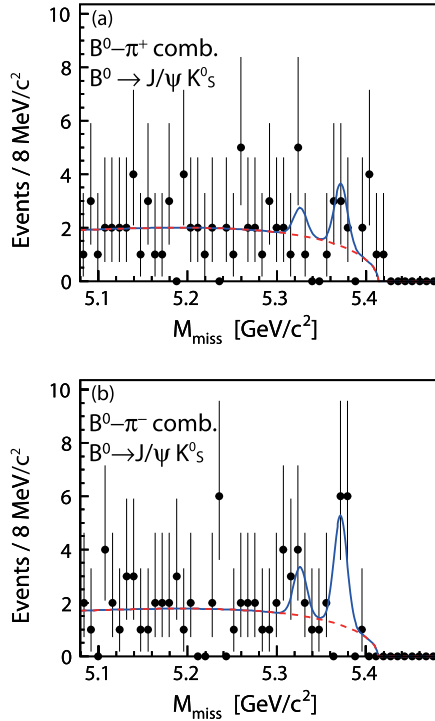 (a)
B⁰−π⁺ comb.
B⁰ → J/ψ K⁰s
10
8
6
4
2
0
Events / 8 MeV/c²
5.1 5.2 5.3 5.4
M_miss [GeV/c²]
(b)
B⁰−π⁻ comb.
B⁰→J/ψ K⁰s
10
8
6
4
2
0
Events / 8 MeV/c²
5.1 5.2 5.3 5.4
M_miss [GeV/c²]